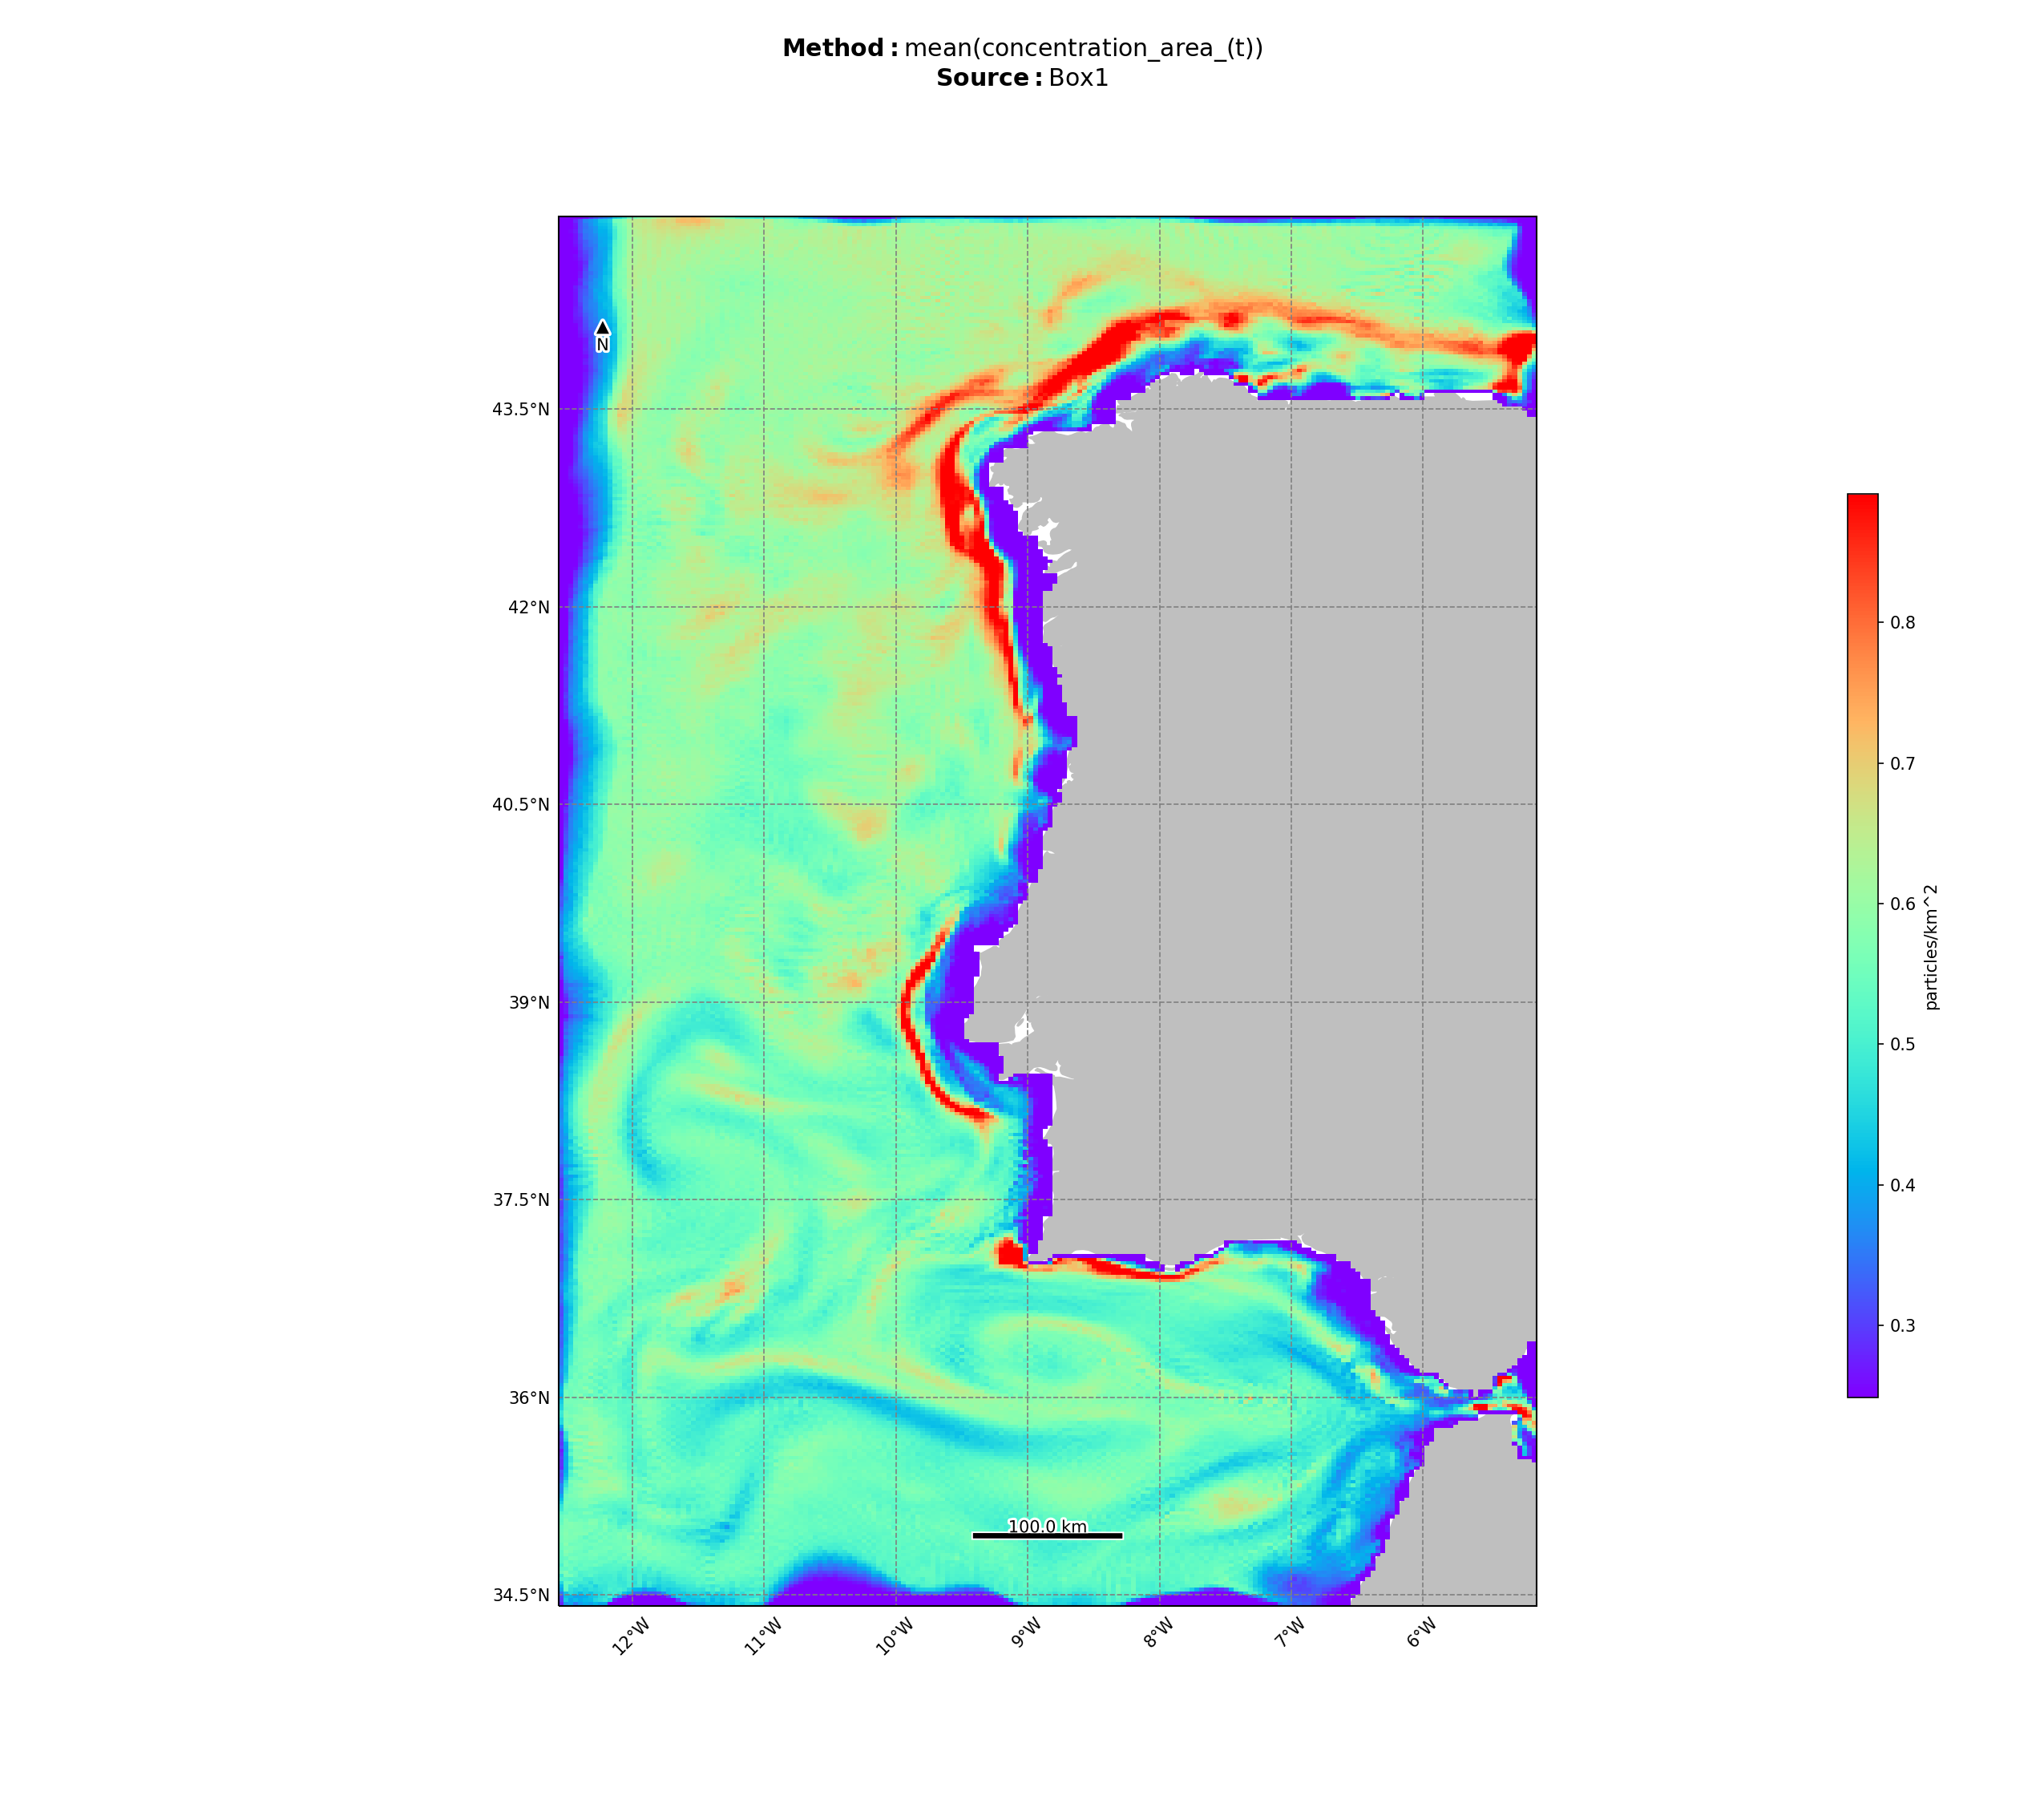 Method: mean(concentration_area_(t))
Source: Box1
N
43.5°N
42°N
40.5°N
39°N
37.5°N
36°N
34.5°N
100.0 km
12°W
11°W
10°W
9°W
8°W
7°W
6°W
0.8
0.7
0.6
0.5
0.4
0.3
particles/km^2